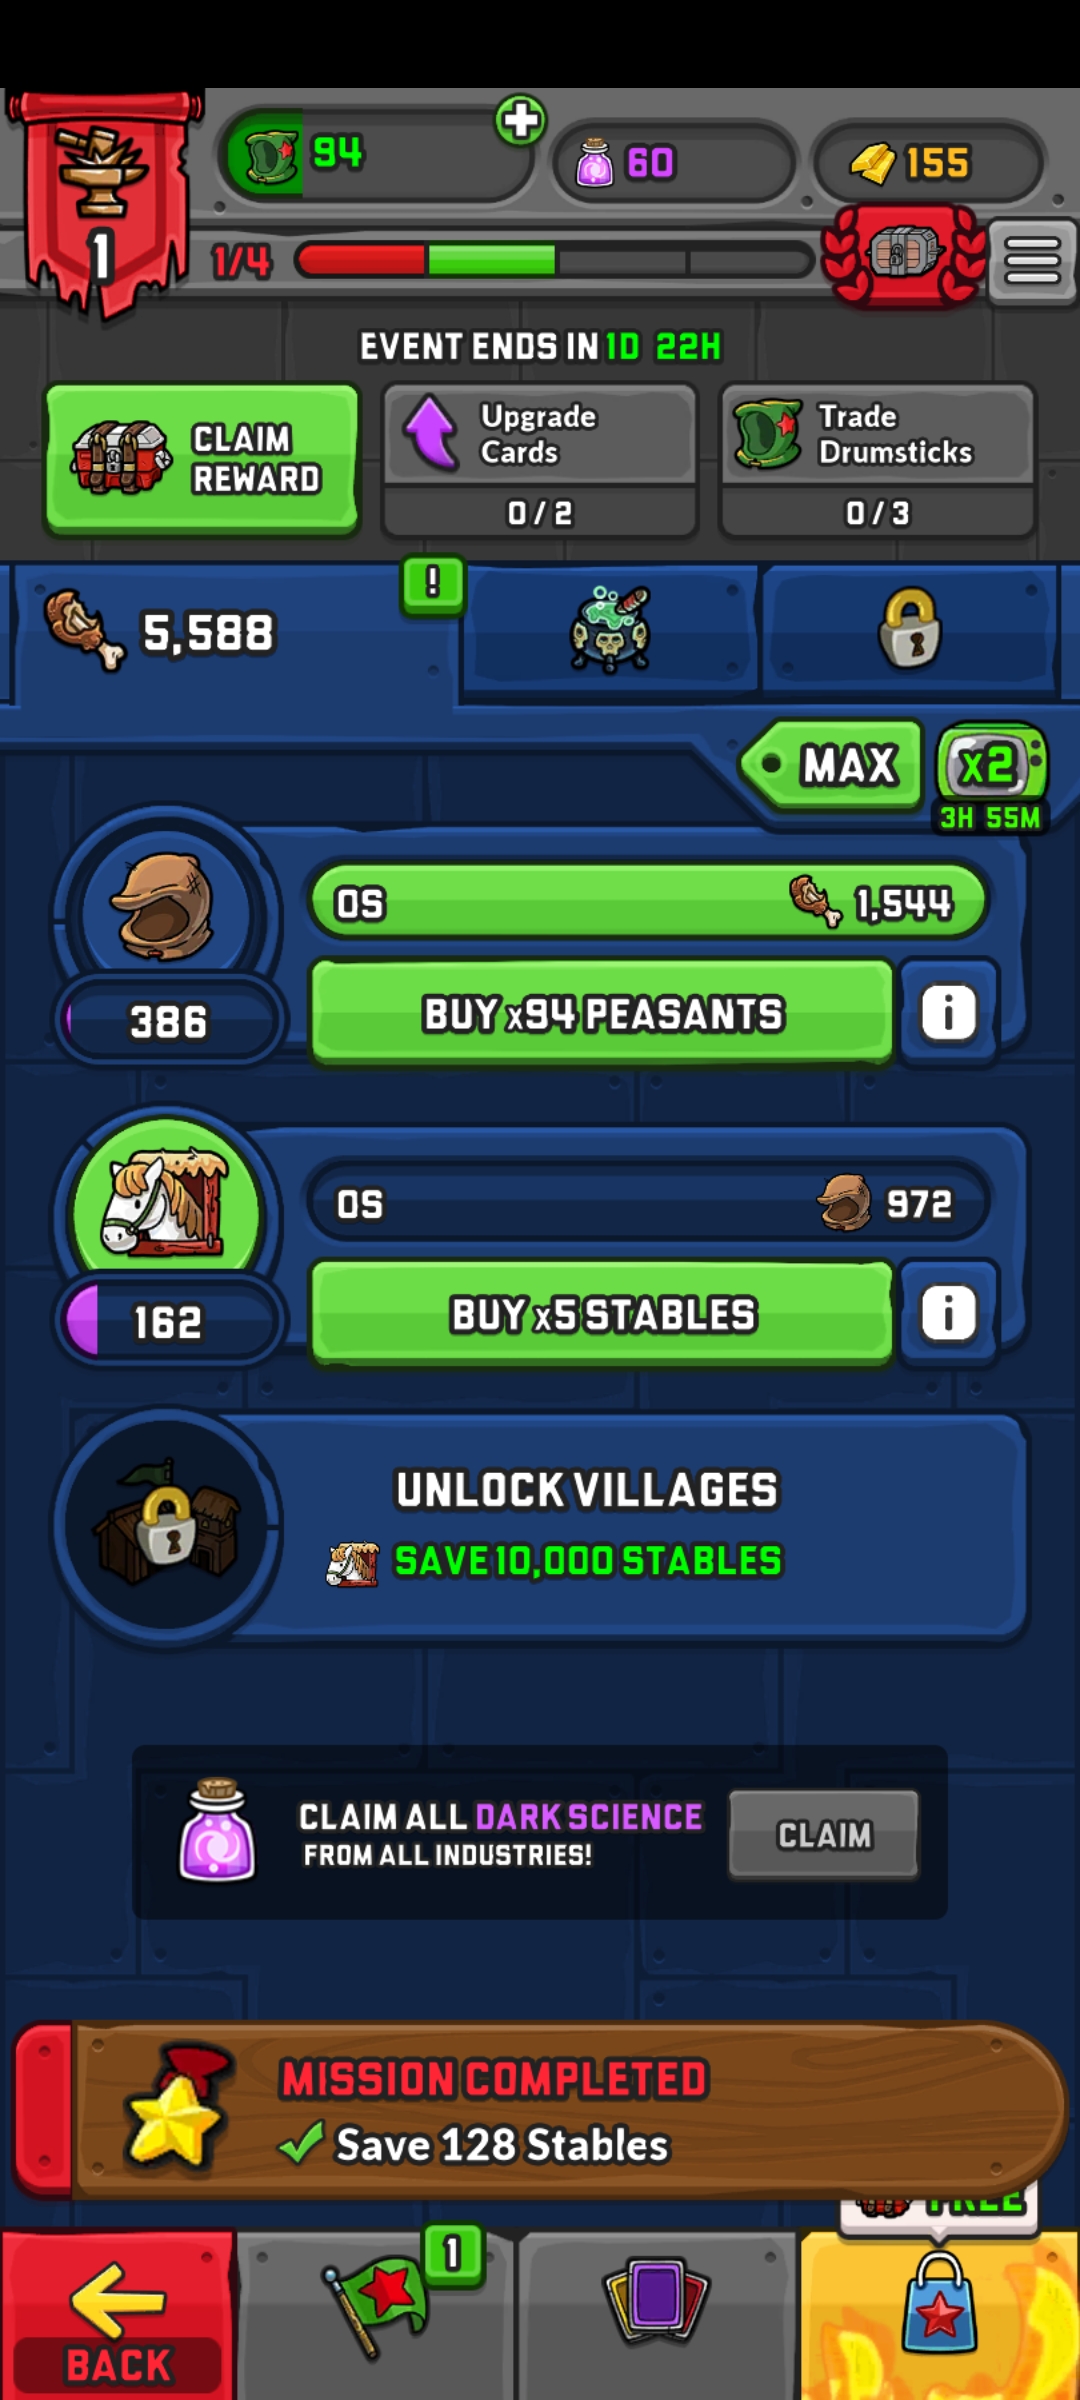 94
60
155
1
1/4
EVENT ENDS IN 1D 22H
CLAIM
REWARD
Upgrade
Cards
0/2
Trade
Drumsticks
0/3
!
5,588
MAX
x2
3H 55M
0S
1,544
386
BUY x94 PEASANTS
i
0S
972
162
BUY x5 STABLES
i
UNLOCK VILLAGES
SAVE 10,000 STABLES
CLAIM ALL DARK SCIENCE
FROM ALL INDUSTRIES!
CLAIM
MISSION COMPLETED
Save 128 Stables
FREE
1
BACK